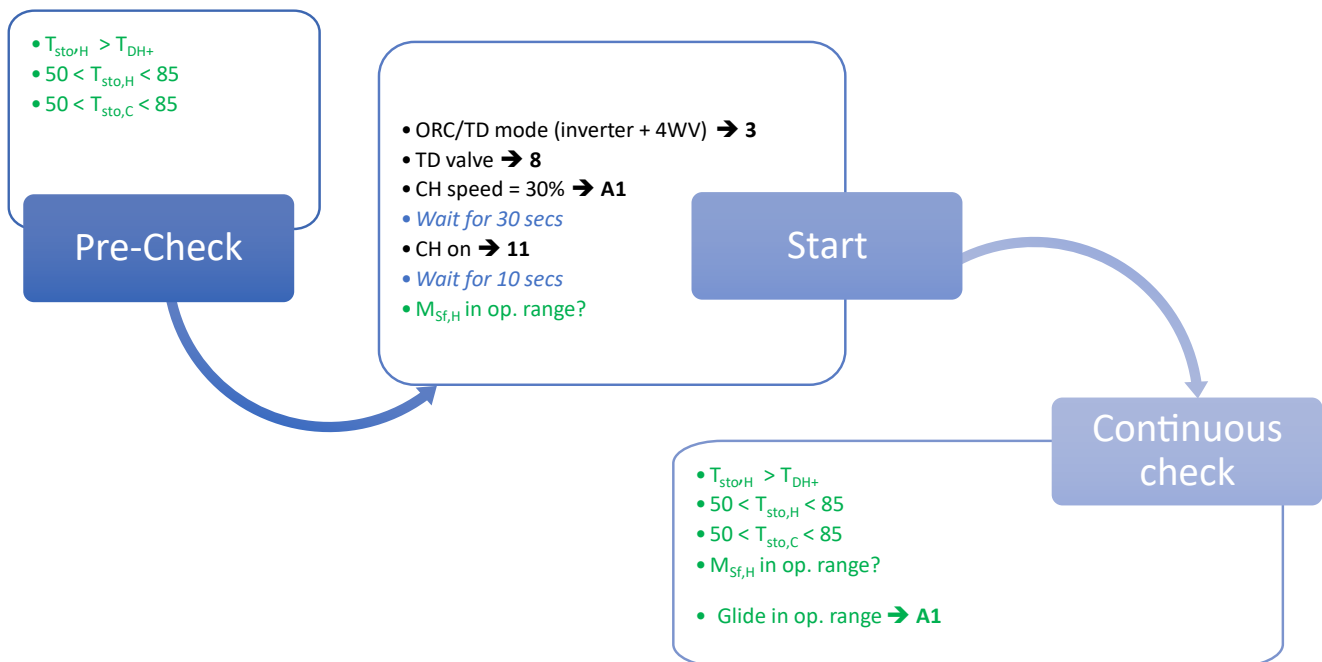 • T_sto,H > T_DH+
• 50 < T_sto,H < 85
• 50 < T_sto,C < 85
Pre-Check
• ORC/TD mode (inverter + 4WV) ➔ 3
• TD valve ➔ 8
• CH speed = 30% ➔ A1
• Wait for 30 secs
• CH on ➔ 11
• Wait for 10 secs
• M_Sf,H in op. range?
Start
Continuous
check
• T_sto,H > T_DH+
• 50 < T_sto,H < 85
• 50 < T_sto,C < 85
• M_Sf,H in op. range?
• Glide in op. range ➔ A1